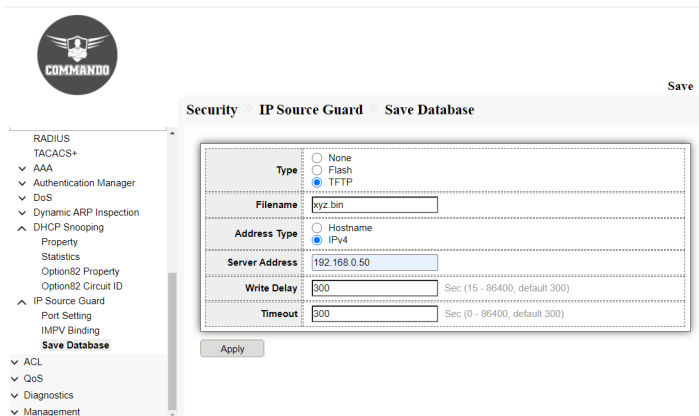 COMMANDO
Save
Security » IP Source Guard » Save Database
RADIUS
TACACS+
AAA
Authentication Manager
DoS
Dynamic ARP Inspection
DHCP Snooping
Property
Statistics
Option82 Property
Option82 Circuit ID
IP Source Guard
Port Setting
IMPV Binding
Save Database
ACL
QoS
Diagnostics
Management
Type
None
Flash
TFTP
Filename xyz.bin
Address Type
Hostname
IPv4
Server Address 192.168.0.50
Write Delay 300 Sec (15 - 86400, default 300)
Timeout 300 Sec (0 - 86400, default 300)
Apply